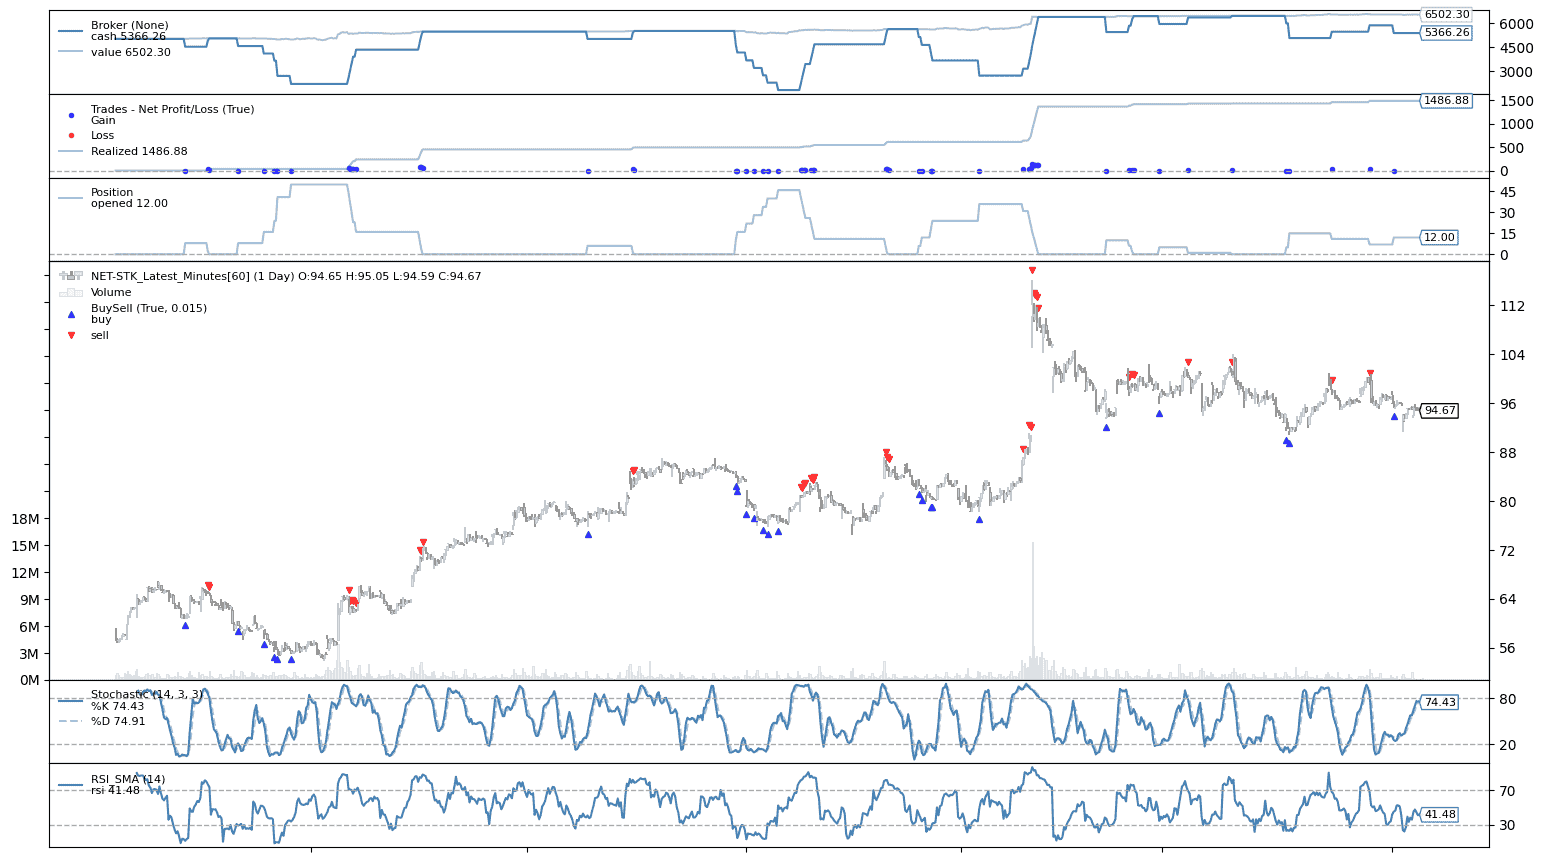 Broker (None)
cash 5366.26
value 6502.30
6502.30
6000
5366.26
4500
3000
Trades - Net Profit/Loss (True)
Gain
Loss
Realized 1486.88
1500
1486.88
1000
500
0
Position
opened 12.00
45
30
15
12.00
0
NET-STK_Latest_Minutes[60] (1 Day) O:94.65 H:95.05 L:94.59 C:94.67
Volume
BuySell (True, 0.015)
buy
sell
112
104
96
94.67
88
80
72
64
56
18M
15M
12M
9M
6M
3M
0M
Stochastic (14, 3, 3)
%K 74.43
%D 74.91
80
74.43
20
RSI_SMA (14)
rsi 41.48
70
41.48
30